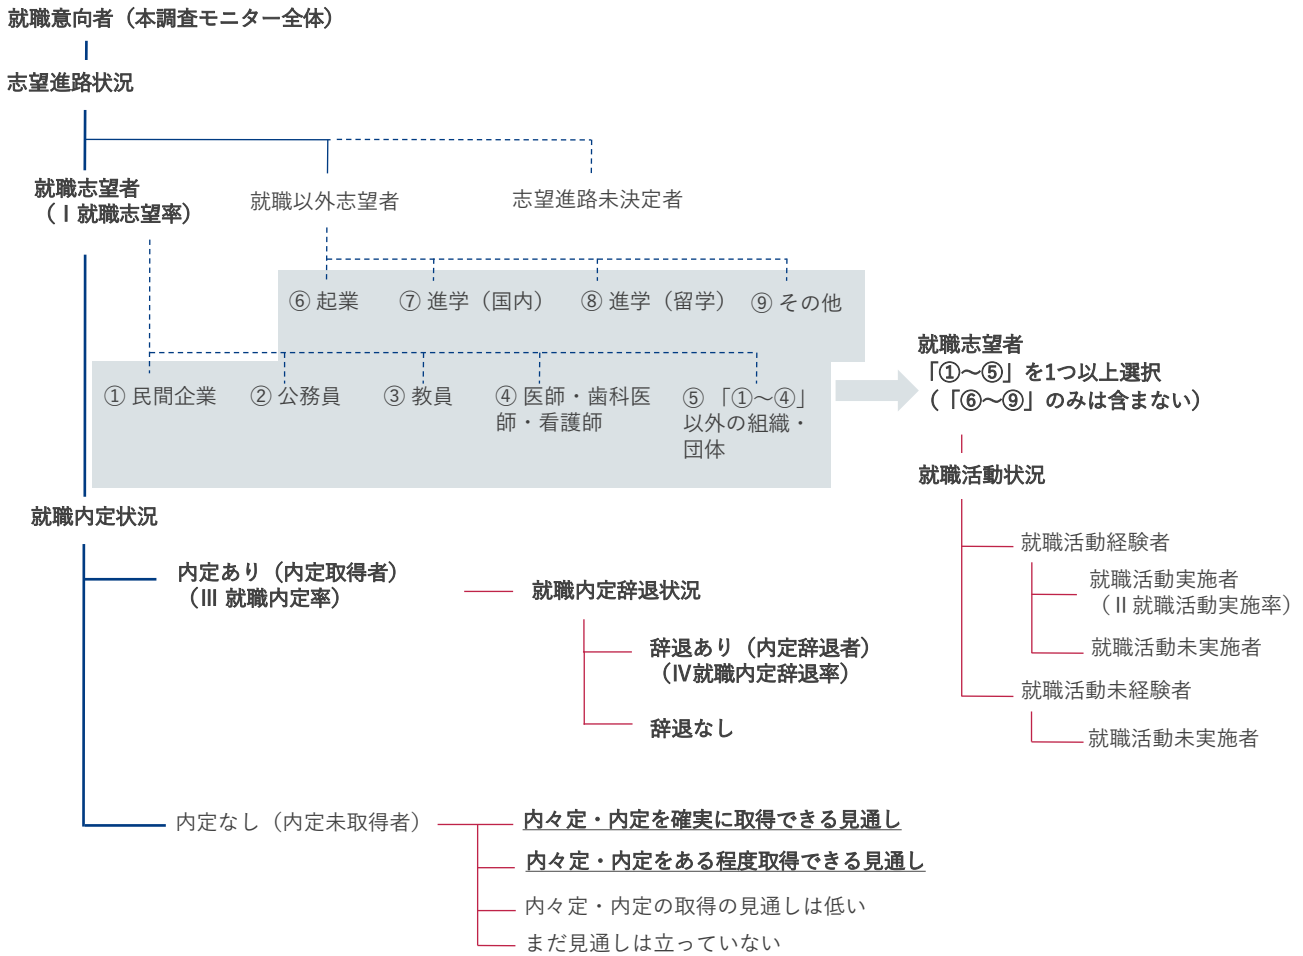 就職意向者（本調査モニター全体）
志望進路状況
就職志望者
（Ⅰ就職志望率）
就職以外志望者
志望進路未決定者
⑥ 起業
⑦ 進学（国内）
⑧ 進学（留学）
⑨ その他
① 民間企業
② 公務員
③ 教員
④ 医師・歯科医
師・看護師
⑤ 「①～④」
以外の組織・
団体
就職志望者
「①～⑤」を1つ以上選択
（「⑥～⑨」のみは含まない）
就職活動状況
就職活動経験者
就職活動実施者
（Ⅱ就職活動実施率）
就職活動未実施者
就職活動未経験者
就職活動未実施者
就職内定状況
内定あり（内定取得者）
（Ⅲ 就職内定率）
就職内定辞退状況
辞退あり（内定辞退者）
（Ⅳ就職内定辞退率）
辞退なし
内定なし（内定未取得者）
内々定・内定を確実に取得できる見通し
内々定・内定をある程度取得できる見通し
内々定・内定の取得の見通しは低い
まだ見通しは立っていない